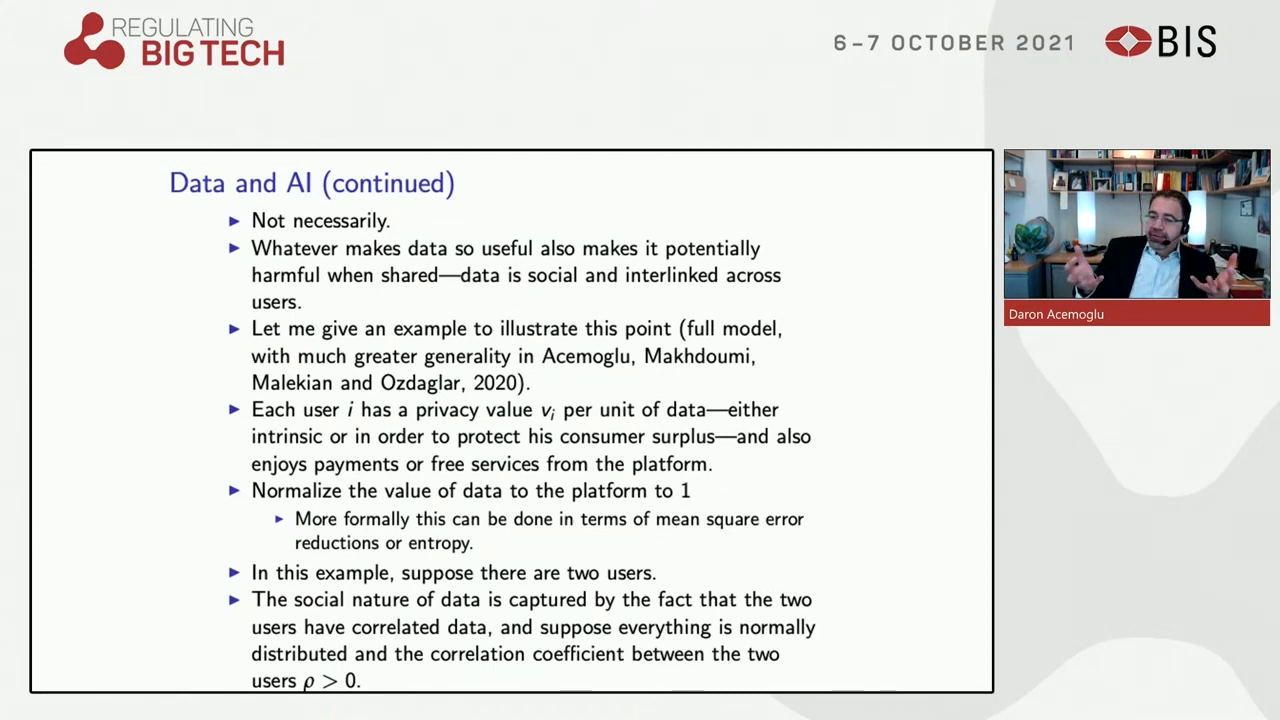 REGULATING
BIG TECH
6–7 OCTOBER 2021
BIS
Data and AI (continued)
► Not necessarily.
► Whatever makes data so useful also makes it potentially
harmful when shared—data is social and interlinked across
users.
► Let me give an example to illustrate this point (full model,
with much greater generality in Acemoglu, Makhdoumi,
Malekian and Ozdaglar, 2020).
► Each user i has a privacy value vᵢ per unit of data—either
intrinsic or in order to protect his consumer surplus—and also
enjoys payments or free services from the platform.
► Normalize the value of data to the platform to 1
► More formally this can be done in terms of mean square error
reductions or entropy.
► In this example, suppose there are two users.
► The social nature of data is captured by the fact that the two
users have correlated data, and suppose everything is normally
distributed and the correlation coefficient between the two
users ρ > 0.
Daron Acemoglu